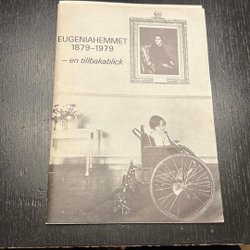 EUGENIAHEMMET
1879-1979
– en tillbakablick